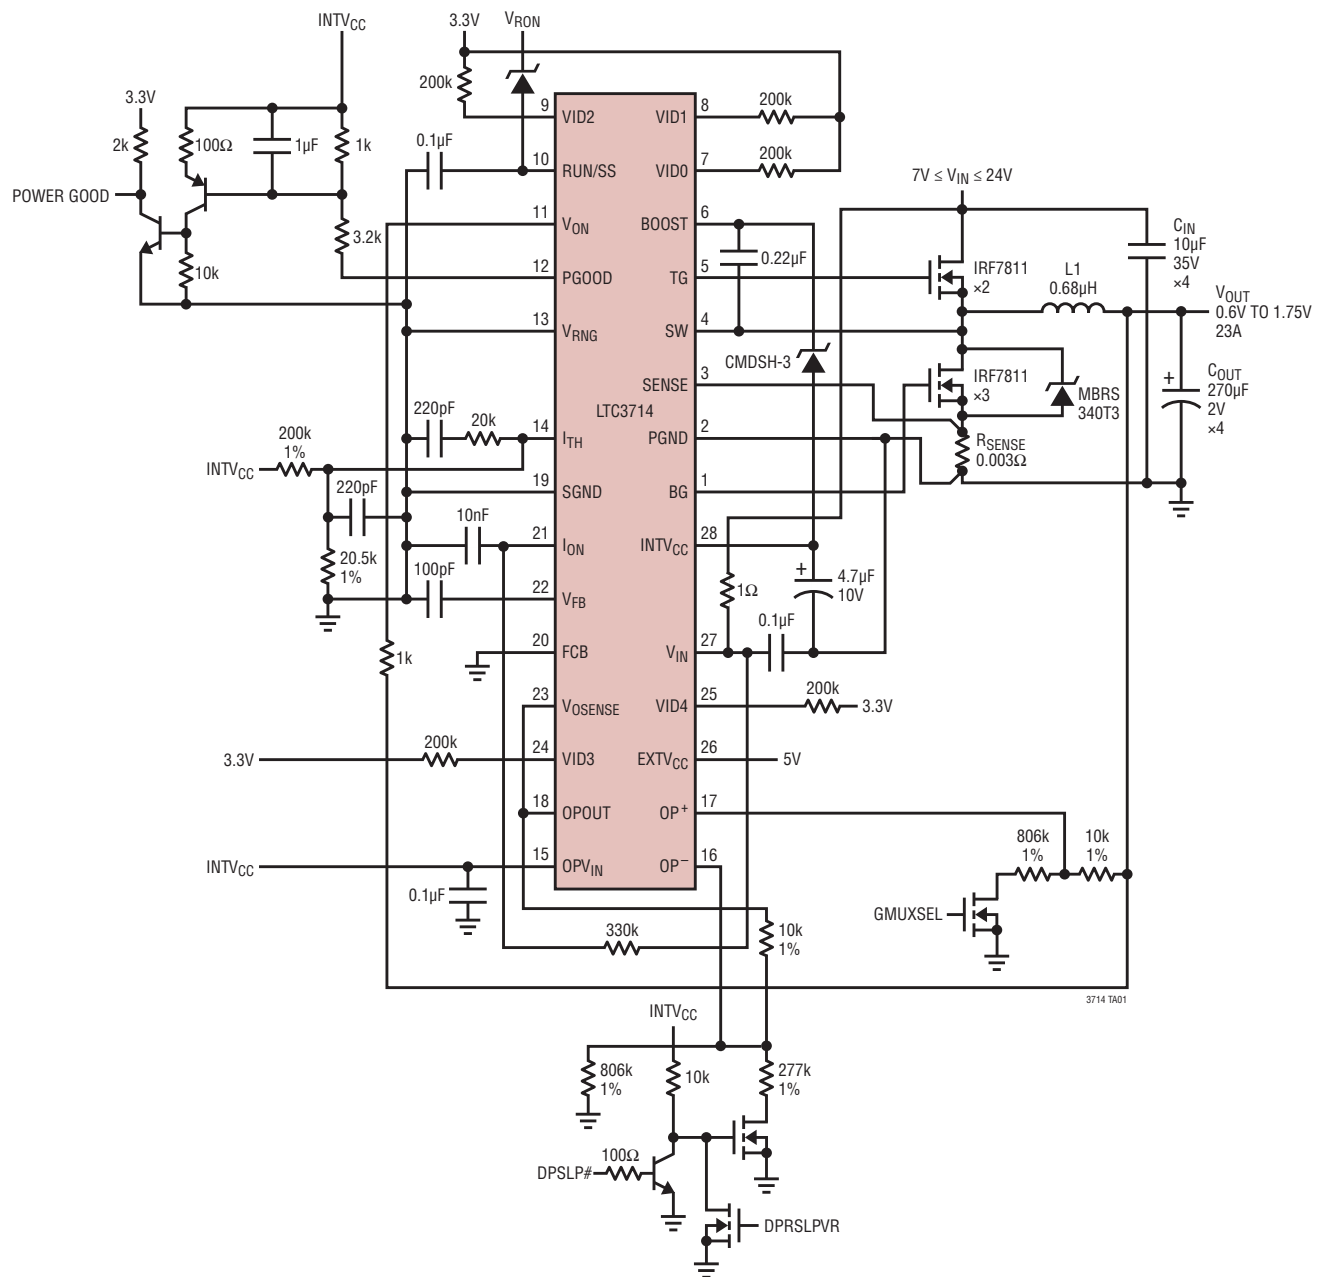 INTVCC
3.3V
VRON
3.3V
200k
2k
100Ω
1µF
1k
POWER GOOD
3.2k
10k
0.1µF
9
VID2
10
RUN/SS
11
VON
12
PGOOD
13
VRNG
14
ITH
19
SGND
21
ION
22
VFB
20
FCB
23
VOSENSE
24
VID3
18
OPOUT
15
OPVIN
LTC3714
VID1
8
200k
VID0
7
200k
BOOST
6
TG
5
SW
4
SENSE
3
PGND
2
BG
1
INTVCC
28
VIN
27
VID4
25
EXTVCC
26
OP+
17
OP−
16
0.22µF
CMDSH-3
7V ≤ VIN ≤ 24V
IRF7811
×2
IRF7811
×3
L1
0.68µH
CIN
10µF
35V
×4
VOUT
0.6V TO 1.75V
23A
+
COUT
270µF
2V
×4
MBRS
340T3
RSENSE
0.003Ω
220pF
20k
200k
1%
INTVCC
220pF
20.5k
1%
10nF
100pF
1k
1Ω
+
4.7µF
10V
0.1µF
200k
3.3V
5V
3.3V
200k
INTVCC
0.1µF
330k
10k
1%
806k
1%
10k
1%
GMUXSEL
3714 TA01
INTVCC
806k
1%
10k
277k
1%
100Ω
DPSLP#
DPRSLPVR